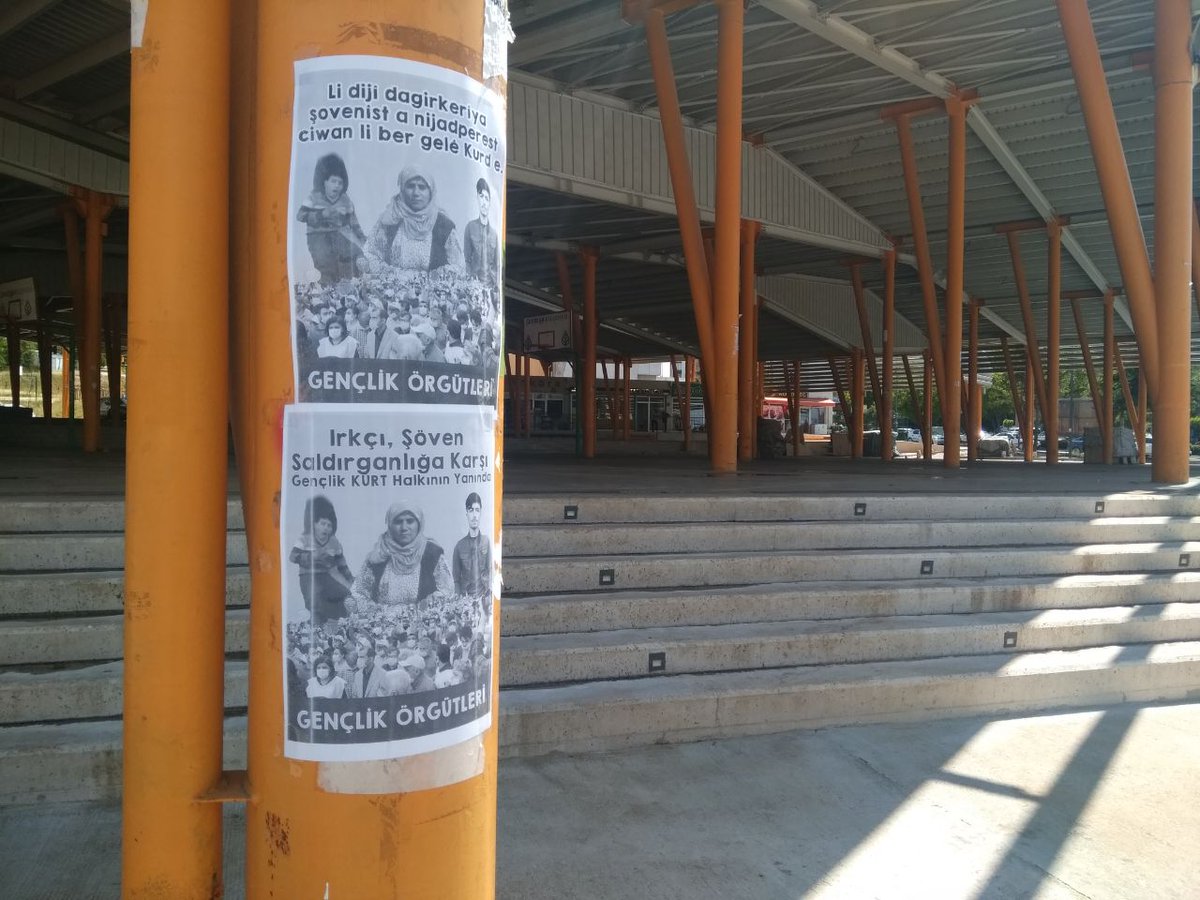 Li diji dagirkeriya
şovenist a nijadperest
ciwan li ber gelé Kurd e.
GENÇLİK ÖRGÜTLERİ
Irkçı, Şöven
Saldırganlığa Karşı
Gençlik KÜRT Halkının Yanında
GENÇLİK ÖRGÜTLERİ